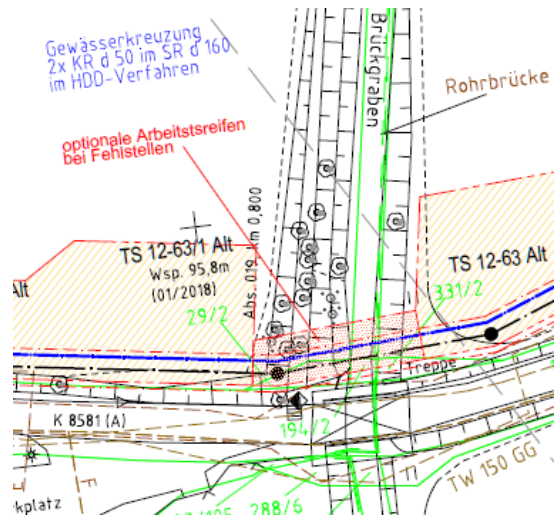 Gewässerkreuzung
2x KR d 50 im SR d 160
im HDD-Verfahren
Brückgraben
Rohrbrücke
optionale Arbeitstreifen
bei Fehlstellen
TS 12-63/1 Alt
Wsp. 95,8m
(01/2018)
Alt
Abs. 019 km 0,800
TS 12-63 Alt
29/2
331/2
Treppe
K 8581 (A)
194/2
TW 150 GG
rkplatz
F
F
288/6